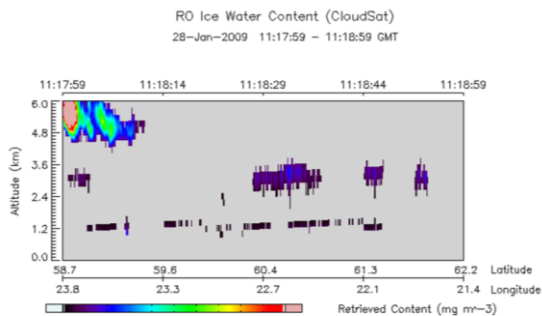 RO Ice Water Content (CloudSat)
28-Jan-2009 11:17:59 - 11:18:59 GMT
11:17:59 11:18:14 11:18:29 11:18:44 11:18:59
6.0
4.8
3.6
2.4
1.2
0.0
Altitude (km)
58.7 59.6 60.4 61.3 62.2 Latitude
23.8 23.3 22.7 22.1 21.4 Longitude
Retrieved Content (mg m-3)